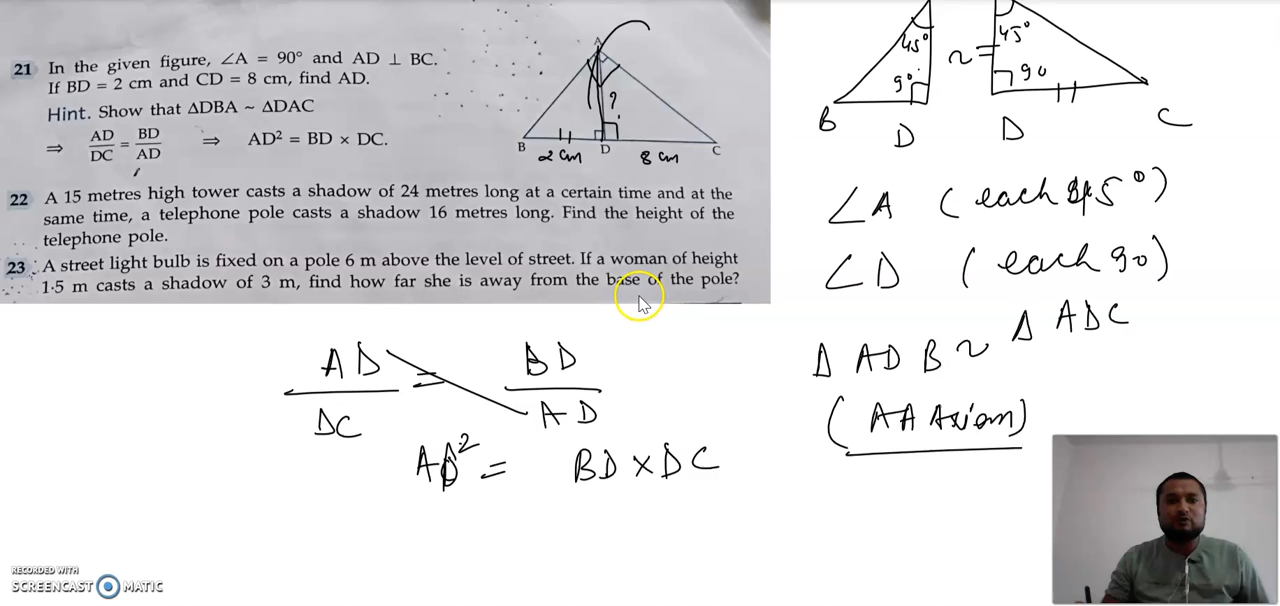 21 In the given figure, ∠A = 90° and AD ⊥ BC.
If BD = 2 cm and CD = 8 cm, find AD.
Hint. Show that ΔDBA ~ ΔDAC
⇒ AD/DC = BD/AD ⇒ AD² = BD × DC.
A
?
B D C
2 cm 8 cm
22 A 15 metres high tower casts a shadow of 24 metres long at a certain time and at the
same time, a telephone pole casts a shadow 16 metres long. Find the height of the
telephone pole.
23 A street light bulb is fixed on a pole 6 m above the level of street. If a woman of height
1·5 m casts a shadow of 3 m, find how far she is away from the base of the pole?
45° 45°
90 90
B D D C
∠A (each 45°)
∠D (each 90)
Δ ADB ~ Δ ADC
(AA Axiom)
AD/DC = BD/AD
AD² = BD × DC
RECORDED WITH
SCREENCAST MATIC